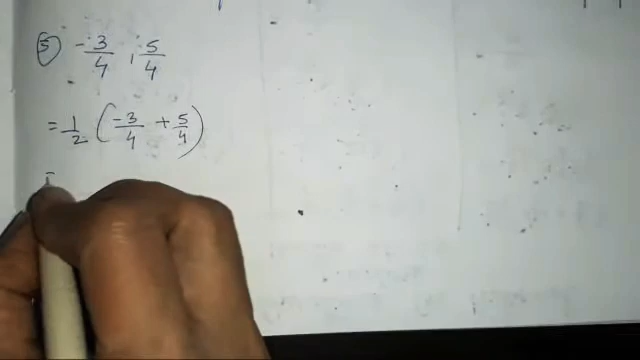 5 -3/4, 5/4
= 1/2 (-3/4 + 5/4)
=